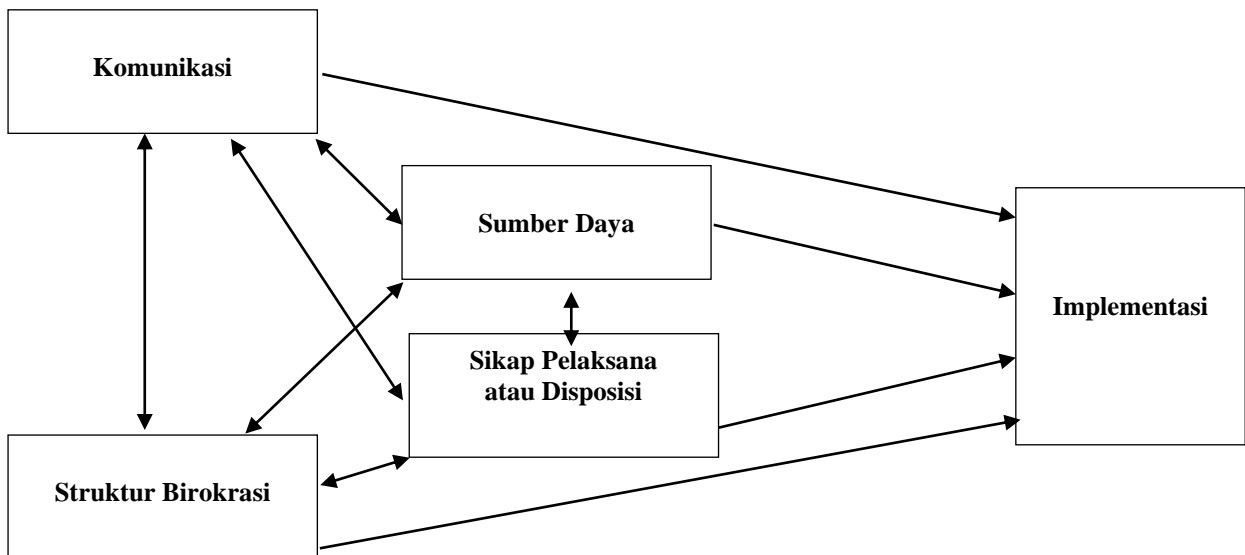 Komunikasi
Sumber Daya
Implementasi
Sikap Pelaksana
atau Disposisi
Struktur Birokrasi